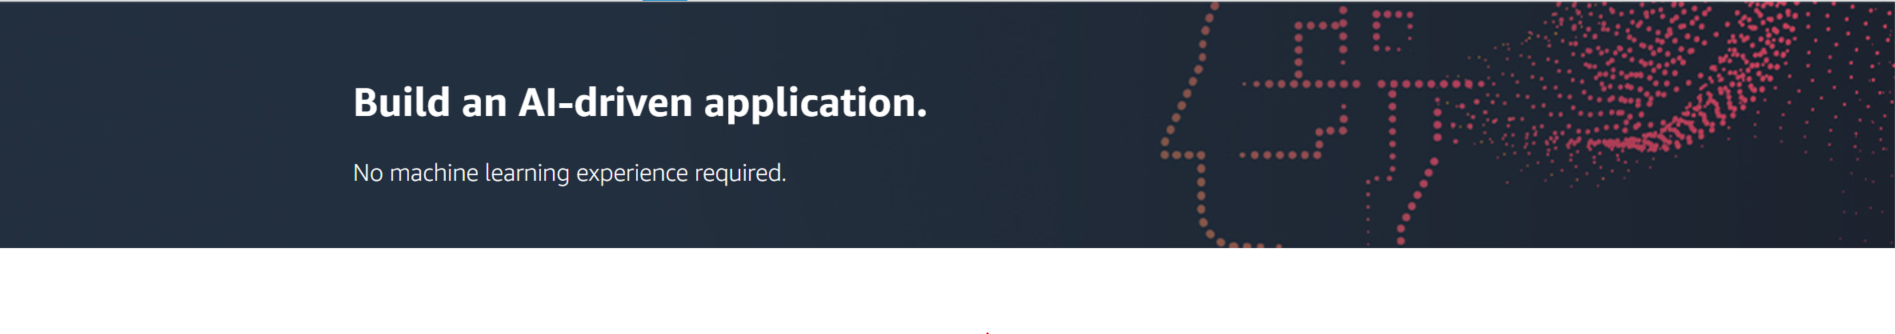 Build an AI-driven application.
No machine learning experience required.